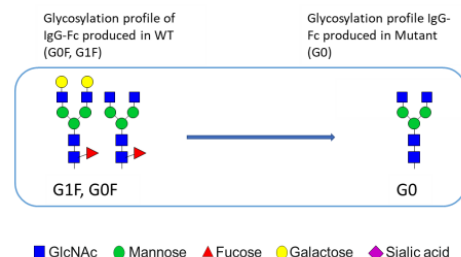 Glycosylation profile of
IgG-Fc produced in WT
(G0F, G1F)
Glycosylation profile IgG-
Fc produced in Mutant
(G0)
G1F, G0F
G0
GlcNAc Mannose Fucose Galactose Sialic acid